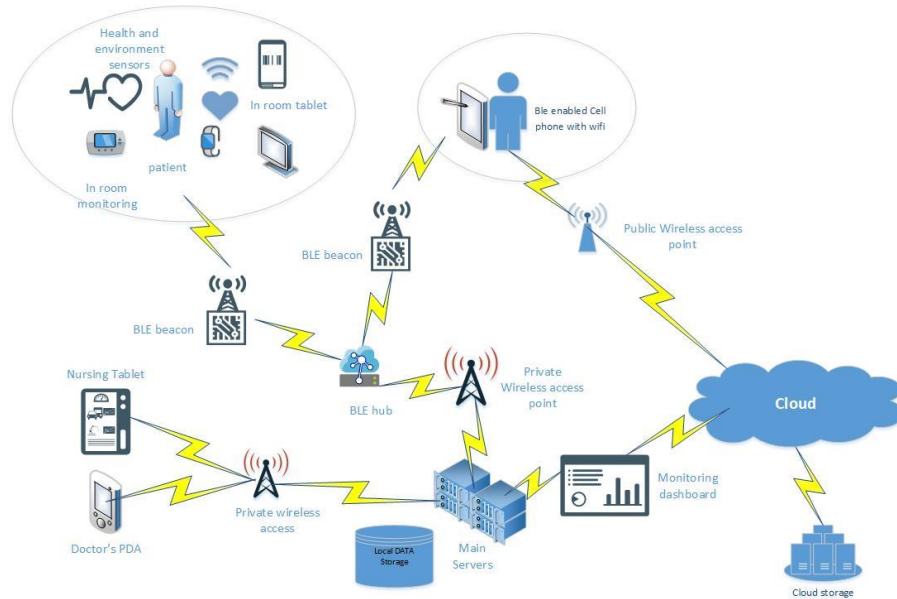 Health and
environment
sensors
In room tablet
patient
In room
monitoring
Ble enabled Cell
phone with wifi
Public Wireless access
point
BLE beacon
BLE beacon
BLE hub
Private
Wireless access
point
Nursing Tablet
Doctor's PDA
Private wireless
access
Local DATA
Storage
Main
Servers
Monitoring
dashboard
Cloud
Cloud storage